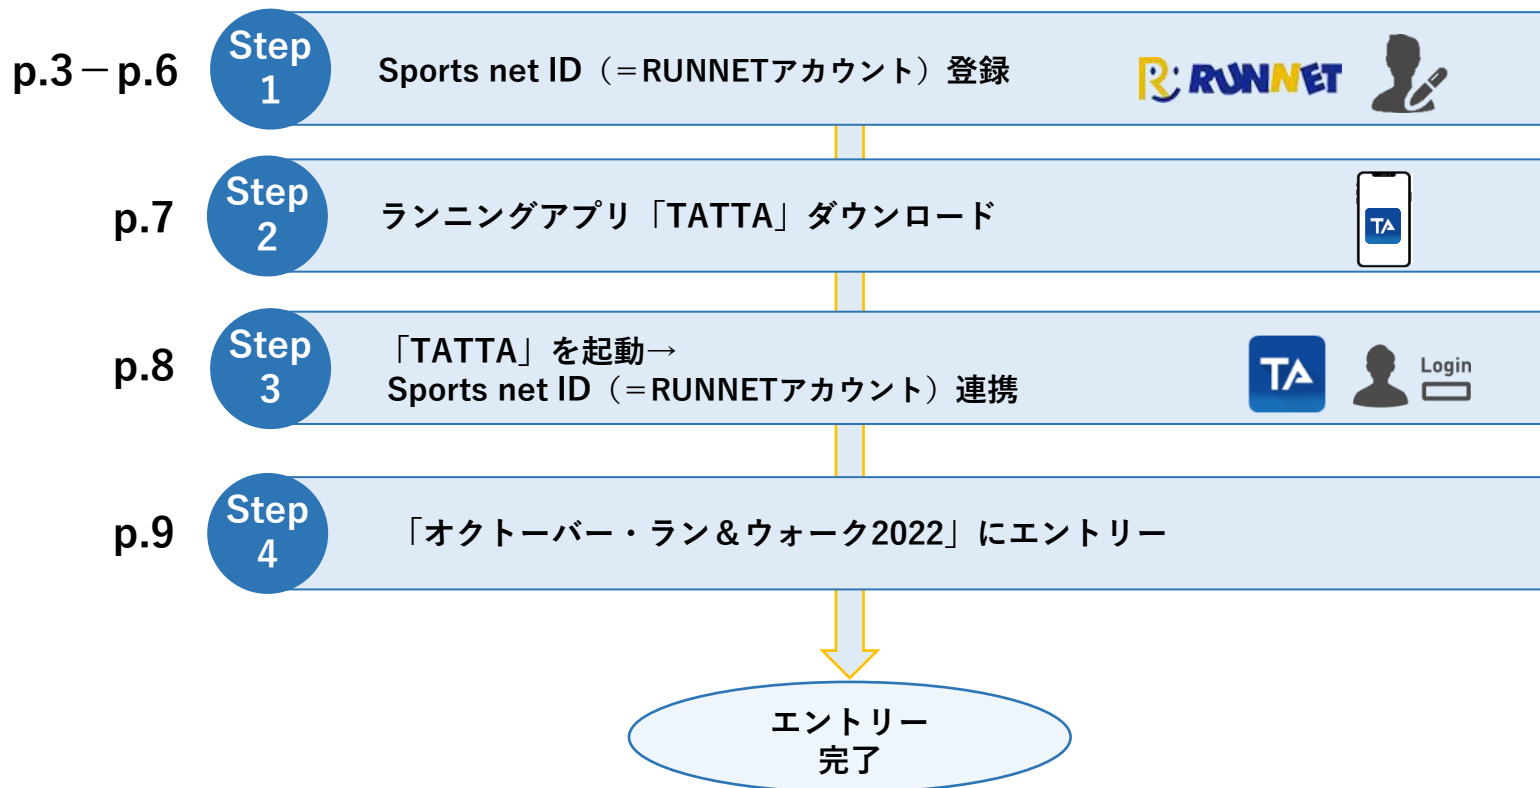 p.3－p.6
Step
1
Sports net ID（＝RUNNETアカウント）登録
R: RUNNET
p.7
Step
2
ランニングアプリ「TATTA」ダウンロード
TA
p.8
Step
3
「TATTA」を起動→
Sports net ID（＝RUNNETアカウント）連携
TA
Login
p.9
Step
4
「オクトーバー・ラン＆ウォーク2022」にエントリー
エントリー
完了